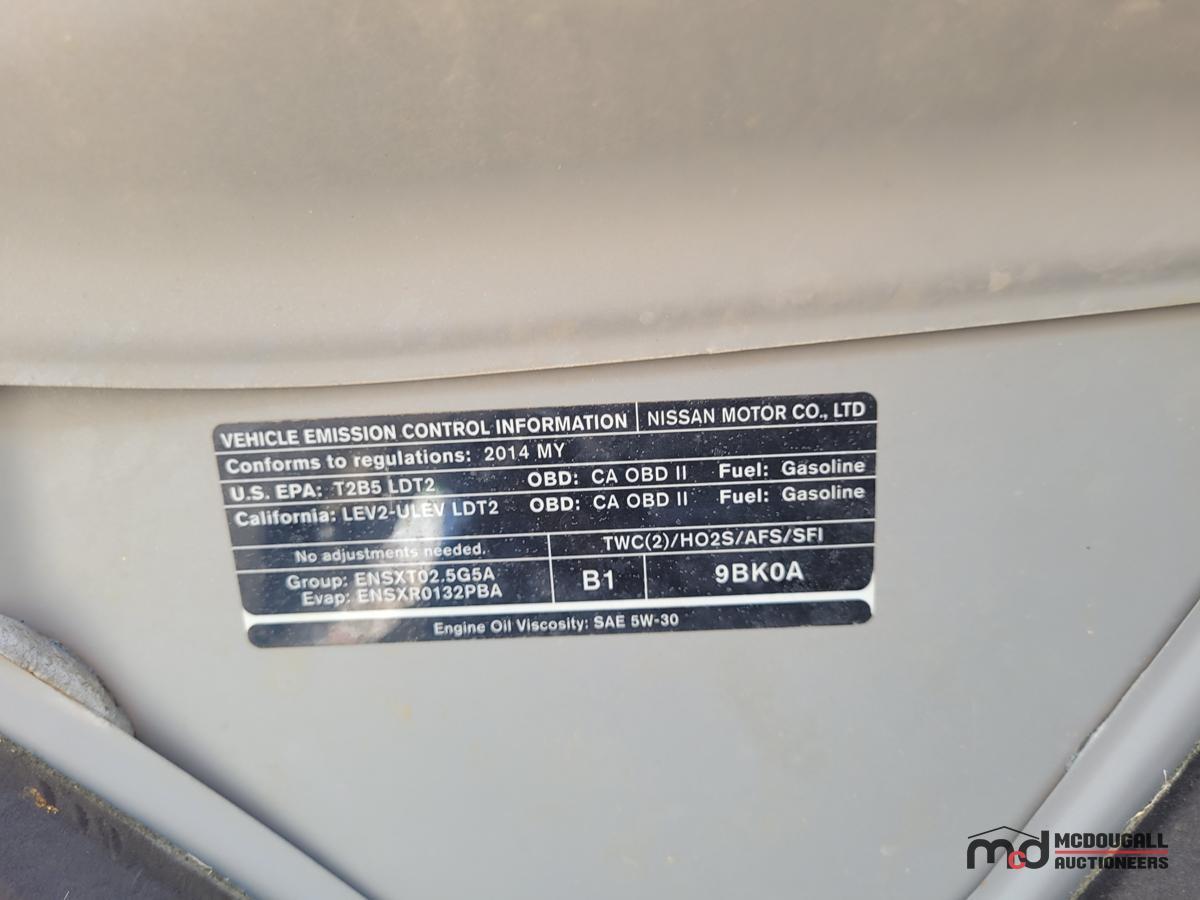 VEHICLE EMISSION CONTROL INFORMATION NISSAN MOTOR CO., LTD
Conforms to regulations: 2014 MY
U.S. EPA: T2B5 LDT2 OBD: CA OBD II Fuel: Gasoline
California: LEV2-ULEV LDT2 OBD: CA OBD II Fuel: Gasoline
No adjustments needed. TWC(2)/HO2S/AFS/SFI
Group: ENSXT02.5G5A
Evap: ENSXR0132PBA
B1 9BK0A
Engine Oil Viscosity: SAE 5W-30
mcd MCDOUGALL
AUCTIONEERS